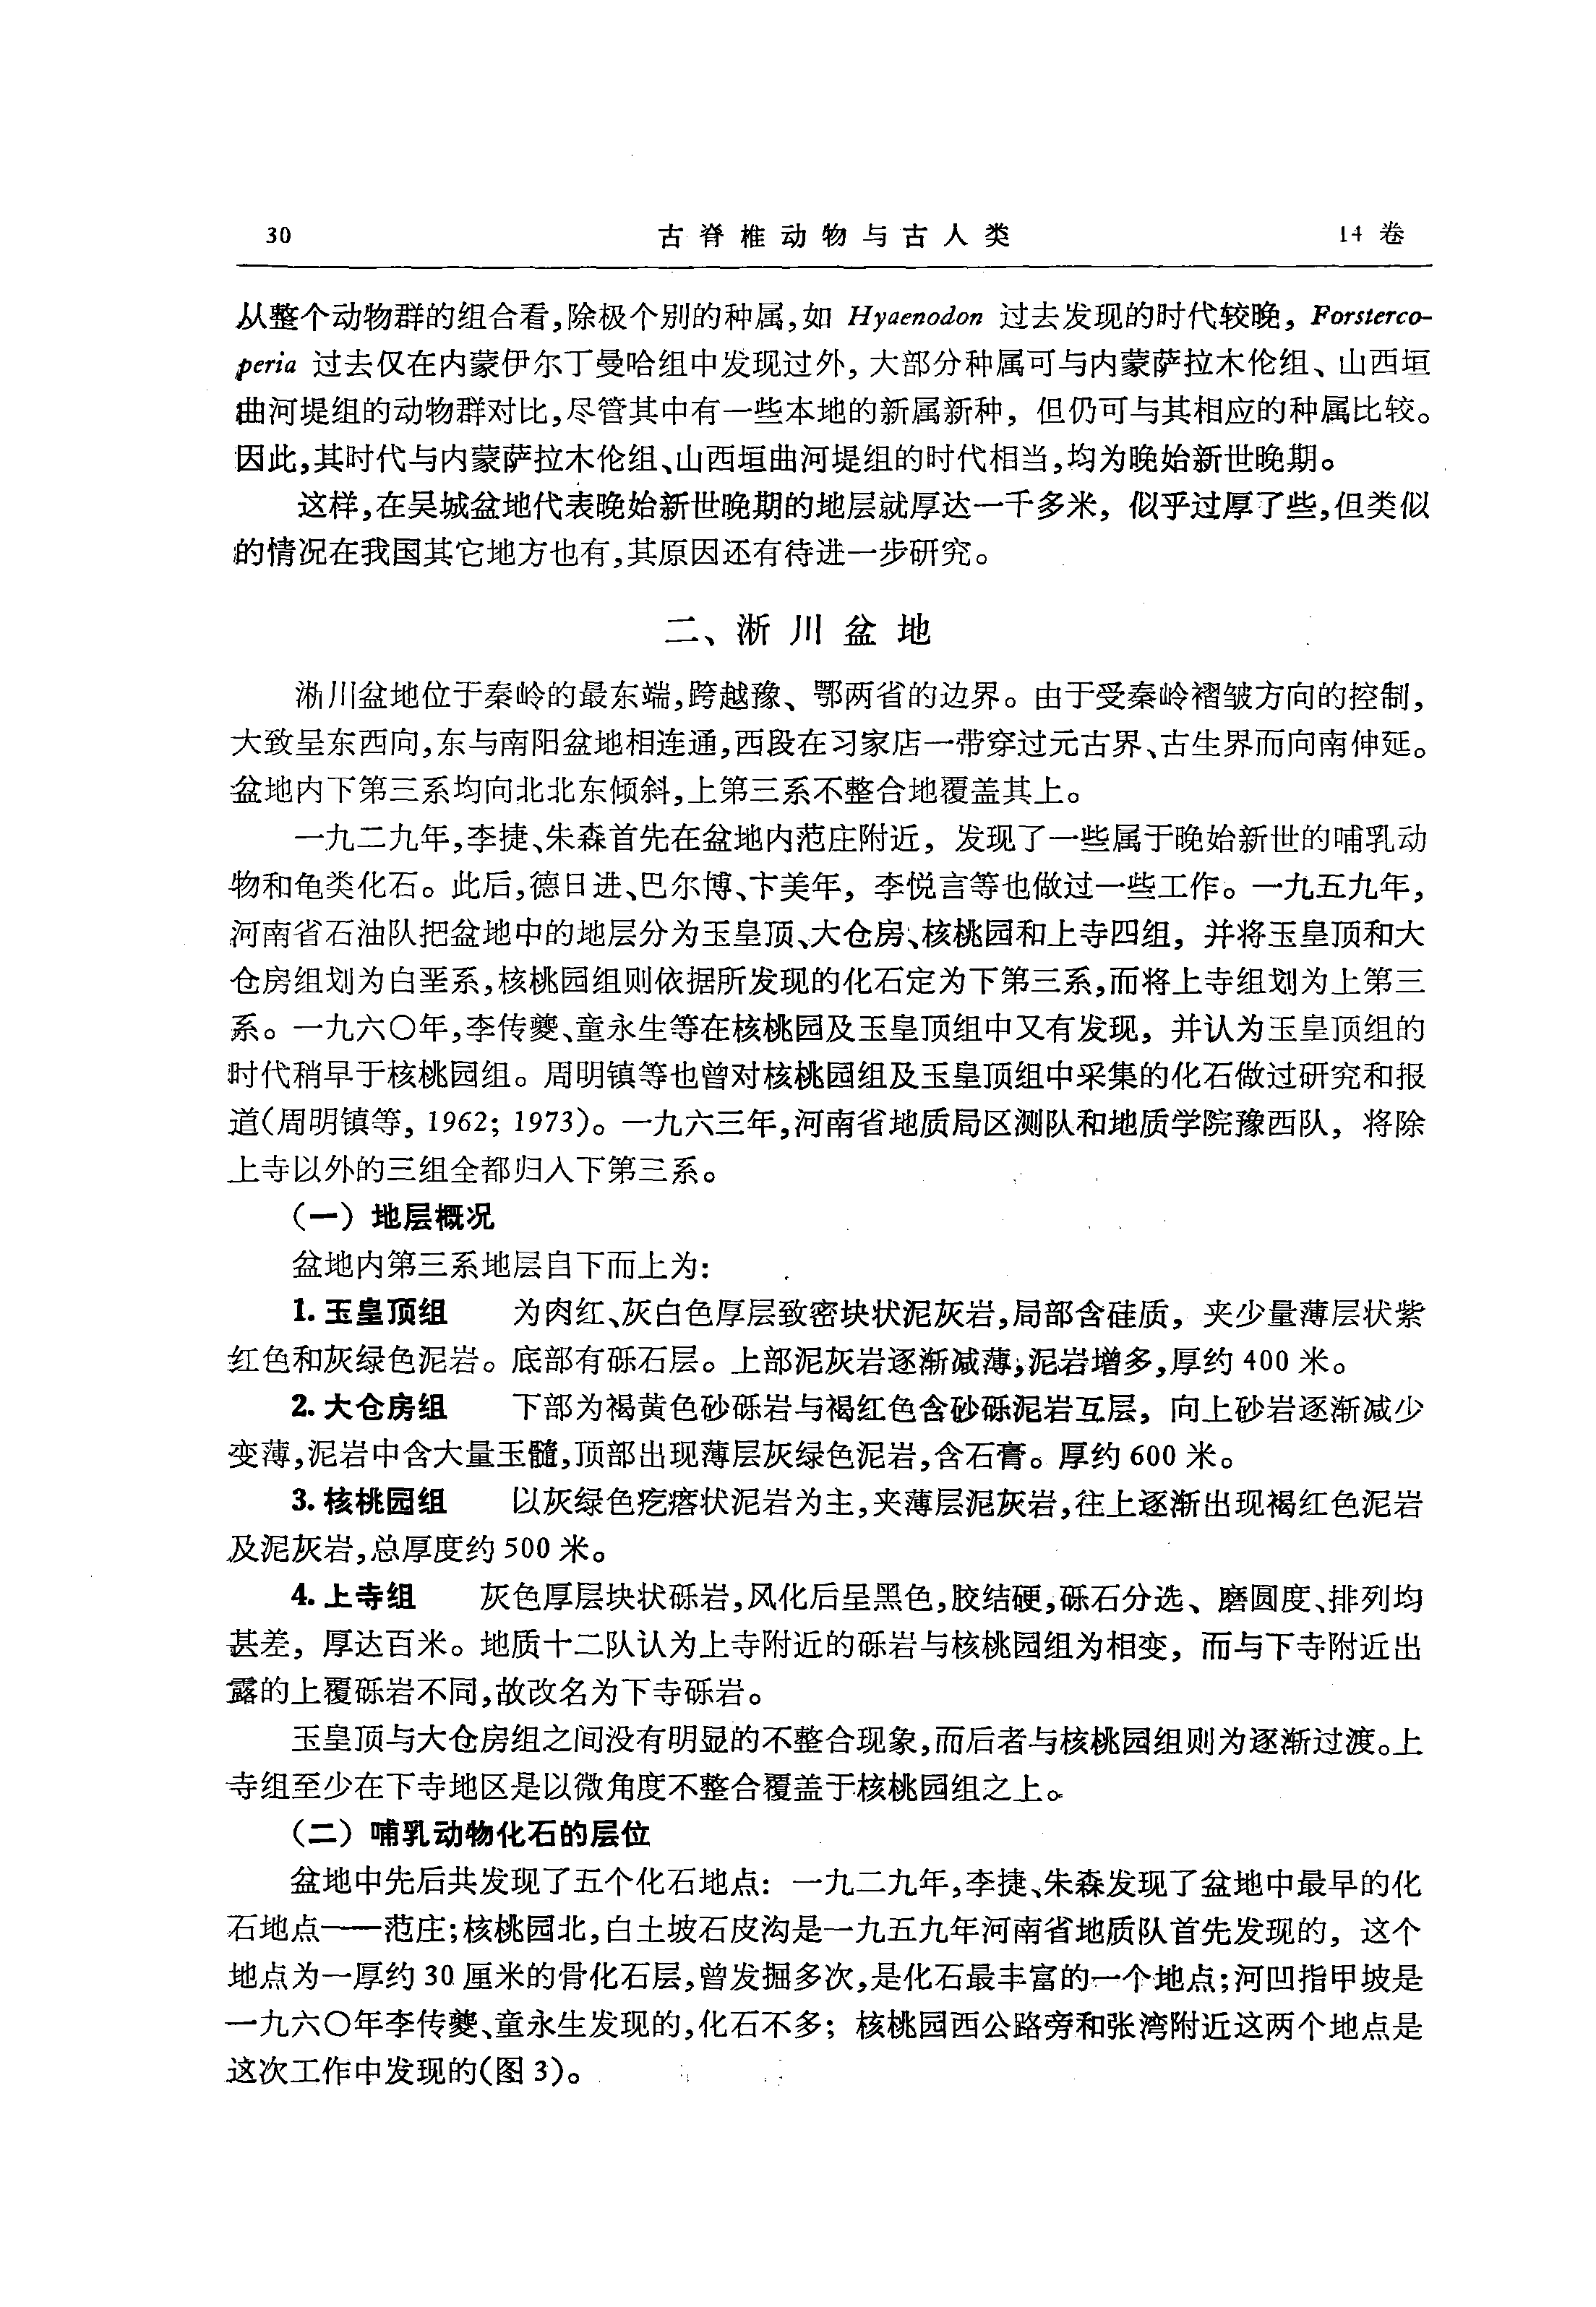 30
古脊椎动物与古人类
14 卷
从整个动物群的组合看,除极个别的种属,如 Hyaenodon 过去发现的时代较晚, Forsterco-
peria 过去仅在内蒙伊尔丁曼哈组中发现过外, 大部分种属可与内蒙萨拉木伦组、山西垣
曲河堤组的动物群对比,尽管其中有一些本地的新属新种, 但仍可与其相应的种属比较。
因此,其时代与内蒙萨拉木伦组、山西垣曲河堤组的时代相当,均为晚始新世晚期。
这样,在吴城盆地代表晚始新世晚期的地层就厚达一千多米, 似乎过厚了些,但类似
的情况在我国其它地方也有,其原因还有待进一步研究。
二、淅川盆地
淅川盆地位于秦岭的最东端,跨越豫、鄂两省的边界。由于受秦岭褶皱方向的控制,
大致呈东西向,东与南阳盆地相连通,西段在习家店一带穿过元古界、古生界而向南伸延。
盆地内下第三系均向北北东倾斜,上第三系不整合地覆盖其上。
一九二九年,李捷、朱森首先在盆地内范庄附近, 发现了一些属于晚始新世的哺乳动
物和龟类化石。此后,德日进、巴尔博、卞美年, 李悦言等也做过一些工作。一九五九年,
河南省石油队把盆地中的地层分为玉皇顶、大仓房、核桃园和上寺四组, 并将玉皇顶和大
仓房组划为白垩系,核桃园组则依据所发现的化石定为下第三系,而将上寺组划为上第三
系。一九六〇年,李传夔、童永生等在核桃园及玉皇顶组中又有发现, 并认为玉皇顶组的
时代稍早于核桃园组。周明镇等也曾对核桃园组及玉皇顶组中采集的化石做过研究和报
道(周明镇等, 1962; 1973)。一九六三年,河南省地质局区测队和地质学院豫西队, 将除
上寺以外的三组全都归入下第三系。
(一) 地层概况
盆地内第三系地层自下而上为:
1. 玉皇顶组 为肉红、灰白色厚层致密块状泥灰岩,局部含硅质, 夹少量薄层状紫
红色和灰绿色泥岩。底部有砾石层。上部泥灰岩逐渐减薄,泥岩增多,厚约 400 米。
2. 大仓房组 下部为褐黄色砂砾岩与褐红色含砂砾泥岩互层, 向上砂岩逐渐减少
变薄,泥岩中含大量玉髓,顶部出现薄层灰绿色泥岩,含石膏。厚约 600 米。
3. 核桃园组 以灰绿色疙瘩状泥岩为主,夹薄层泥灰岩,往上逐渐出现褐红色泥岩
及泥灰岩,总厚度约 500 米。
4. 上寺组 灰色厚层块状砾岩,风化后呈黑色,胶结硬,砾石分选、磨圆度、排列均
甚差, 厚达百米。地质十二队认为上寺附近的砾岩与核桃园组为相变, 而与下寺附近出
露的上覆砾岩不同,故改名为下寺砾岩。
玉皇顶与大仓房组之间没有明显的不整合现象,而后者与核桃园组则为逐渐过渡。上
寺组至少在下寺地区是以微角度不整合覆盖于核桃园组之上。
(二) 哺乳动物化石的层位
盆地中先后共发现了五个化石地点: 一九二九年,李捷、朱森发现了盆地中最早的化
石地点——范庄;核桃园北,白土坡石皮沟是一九五九年河南省地质队首先发现的, 这个
地点为一厚约 30 厘米的骨化石层,曾发掘多次,是化石最丰富的一个地点;河凹指甲坡是
一九六〇年李传夔、童永生发现的,化石不多; 核桃园西公路旁和张湾附近这两个地点是
这次工作中发现的(图 3)。